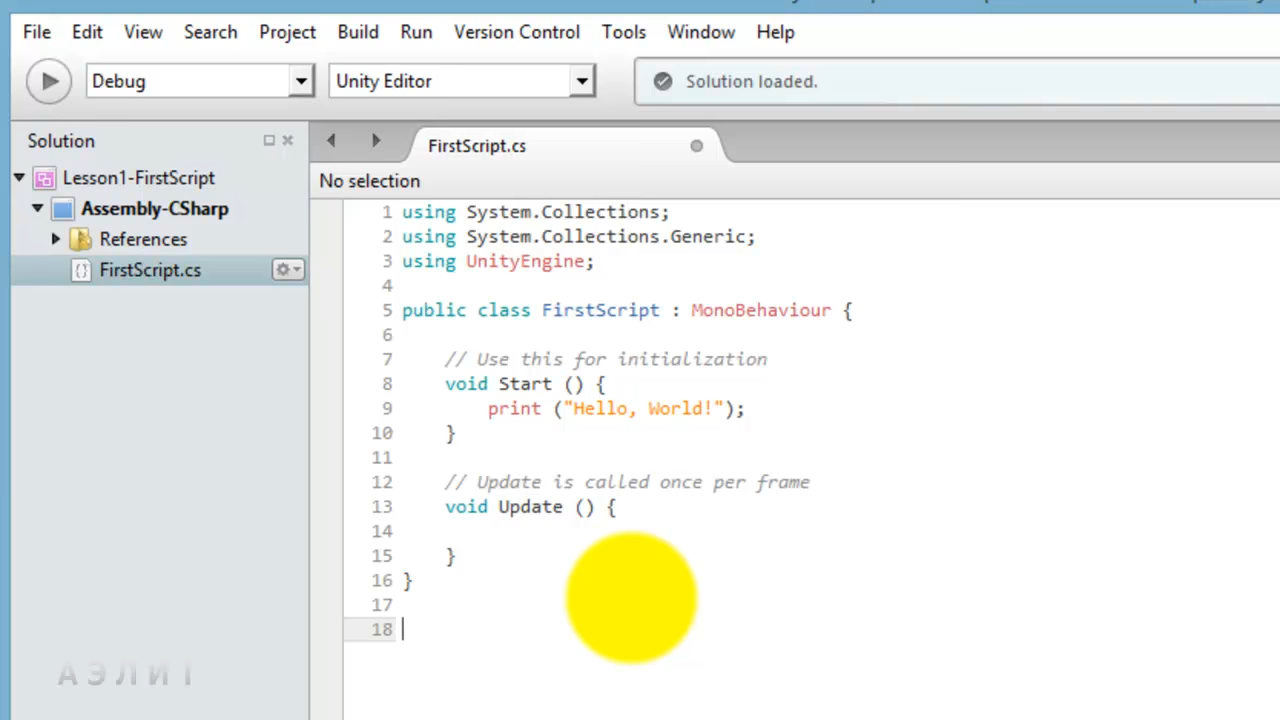 File Edit View Search Project Build Run Version Control Tools Window Help
Debug Unity Editor Solution loaded.
Solution
FirstScript.cs
Lesson1-FirstScript
No selection
Assembly-CSharp
References
FirstScript.cs
1 using System.Collections;
2 using System.Collections.Generic;
3 using UnityEngine;
4
5 public class FirstScript : MonoBehaviour {
6
7 // Use this for initialization
8 void Start () {
9 print ("Hello, World!");
10 }
11
12 // Update is called once per frame
13 void Update () {
14
15 }
16 }
17
18